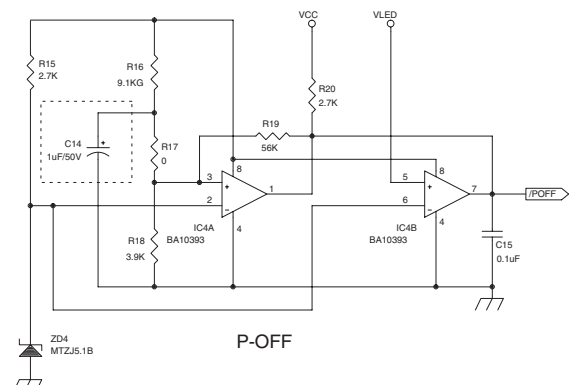 VCC
VLED
R15
2.7K
R16
9.1KG
R20
2.7K
C14
1uF/50V
+
R17
0
R19
56K
3
+
8
1
2
−
4
IC4A
BA10393
5
+
8
7
6
−
4
IC4B
BA10393
/POFF
R18
3.9K
C15
0.1uF
ZD4
MTZJ5.1B
P-OFF